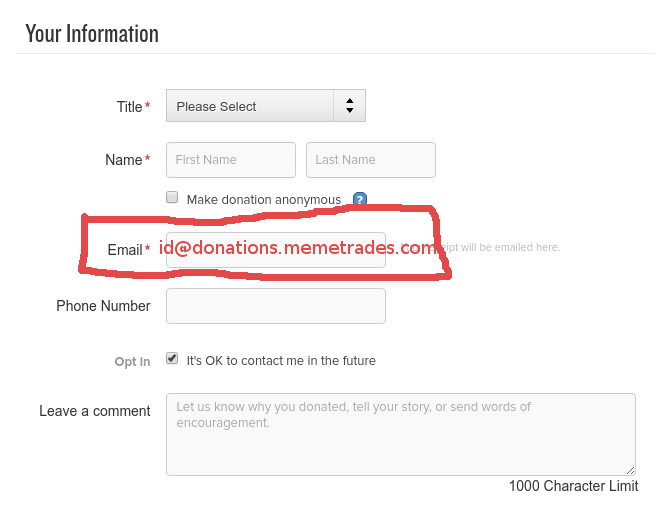 Your Information
Title*
Please Select
Name*
First Name
Last Name
Make donation anonymous ?
Email* id@donations.memetrades.com
will be emailed here.
Phone Number
Opt In
It's OK to contact me in the future
Leave a comment
Let us know why you donated, tell your story, or send words of
encouragement.
1000 Character Limit